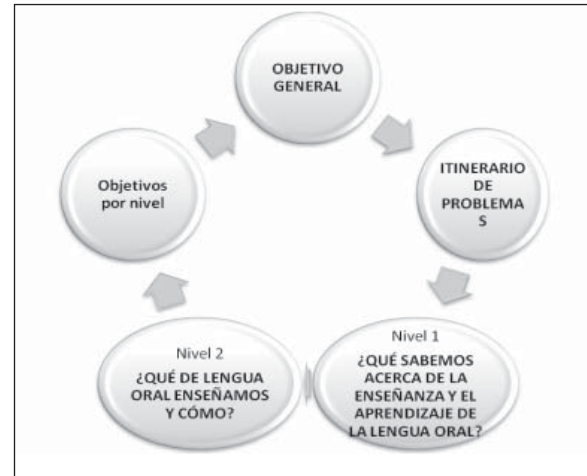 OBJETIVO
GENERAL
ITINERARIO
DE
PROBLEMA
S
Nivel 1
¿QUÉ SABEMOS
ACERCA DE LA
ENSEÑANZA Y EL
APRENDIZAJE DE
LA LENGUA ORAL?
Nivel 2
¿QUÉ DE LENGUA
ORAL ENSEÑAMOS
Y CÓMO?
Objetivos
por nivel